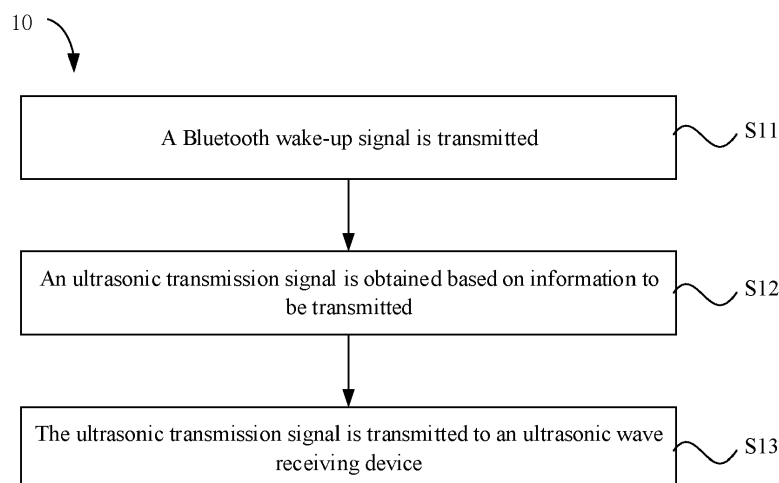 10
A Bluetooth wake-up signal is transmitted
S11
An ultrasonic transmission signal is obtained based on information to
be transmitted
S12
The ultrasonic transmission signal is transmitted to an ultrasonic wave
receiving device
S13